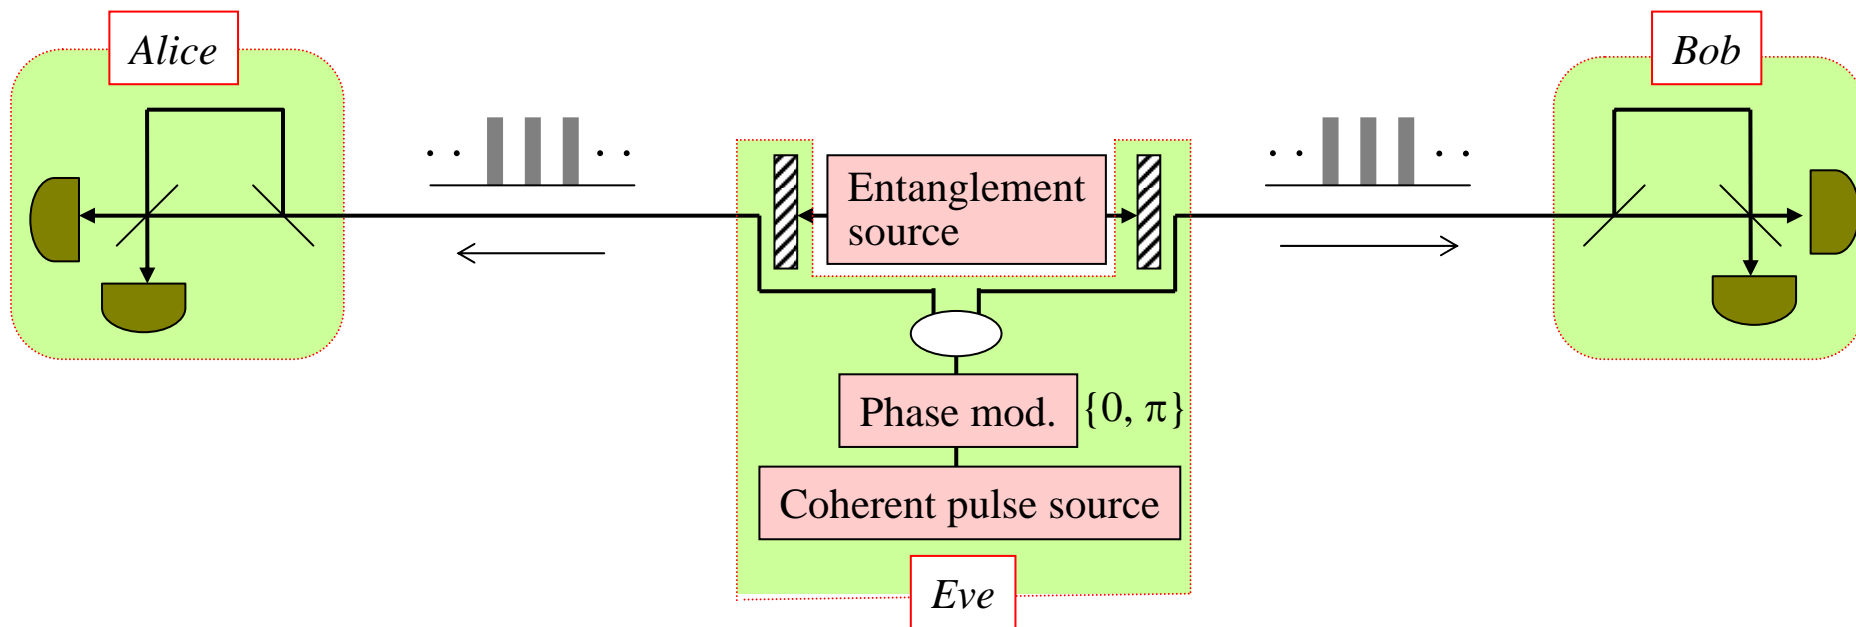 Alice
Bob
Entanglement
source
Phase mod.
{0, π}
Coherent pulse source
Eve